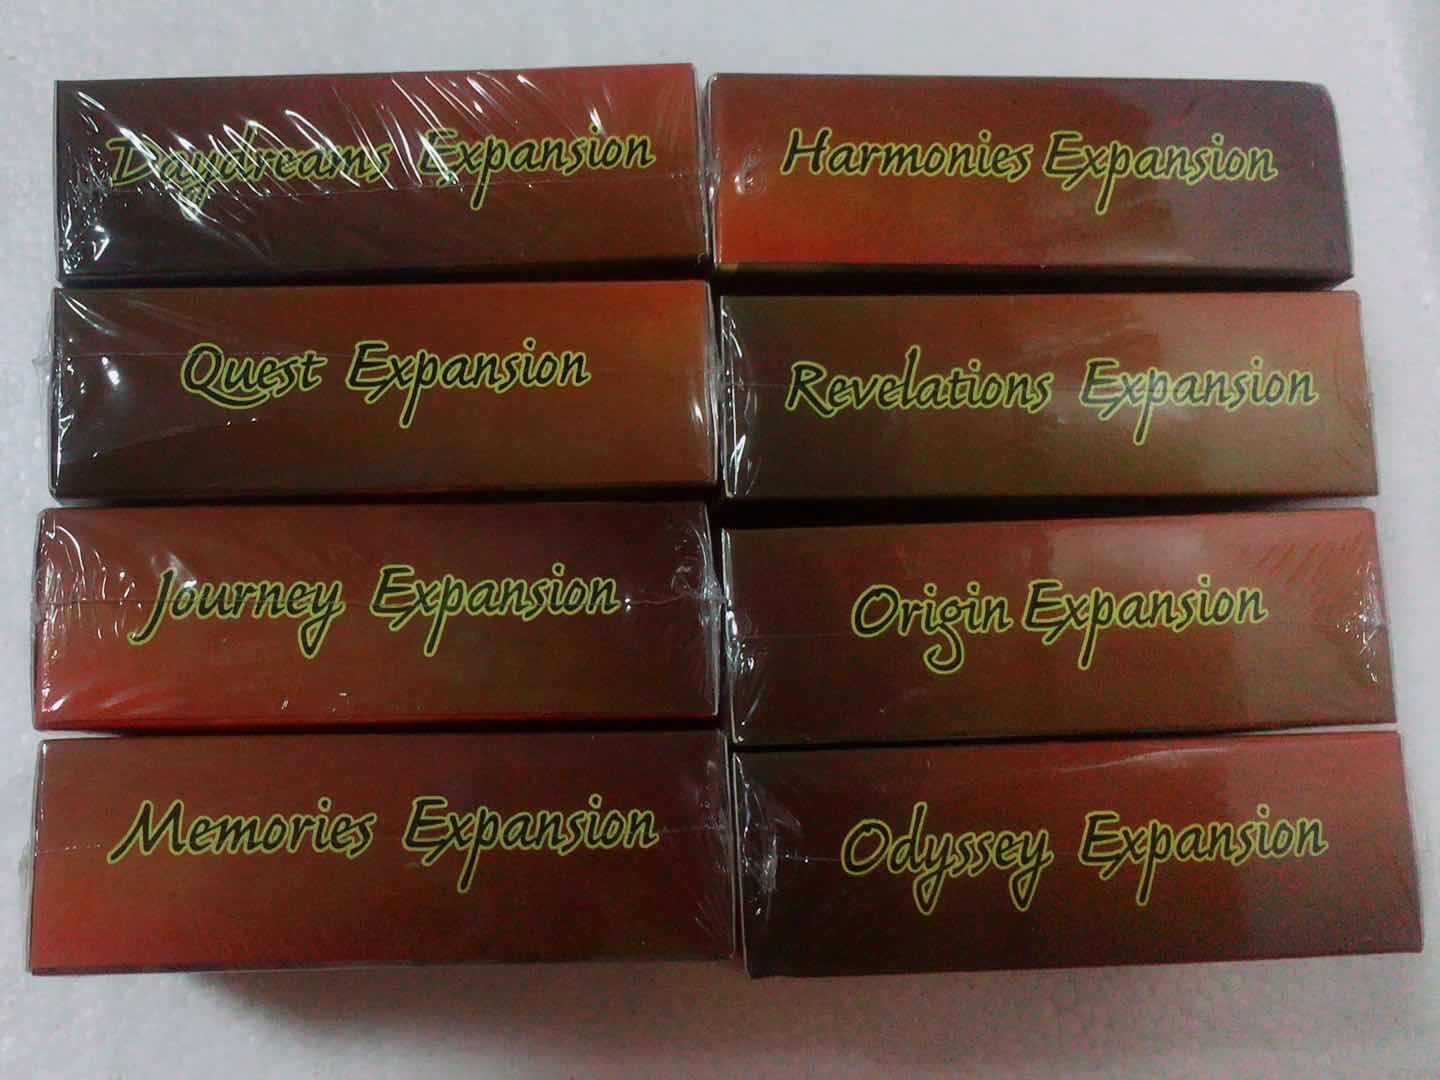 Daydreams Expansion
Harmonies Expansion
Quest Expansion
Revelations Expansion
Journey Expansion
Origin Expansion
Memories Expansion
Odyssey Expansion